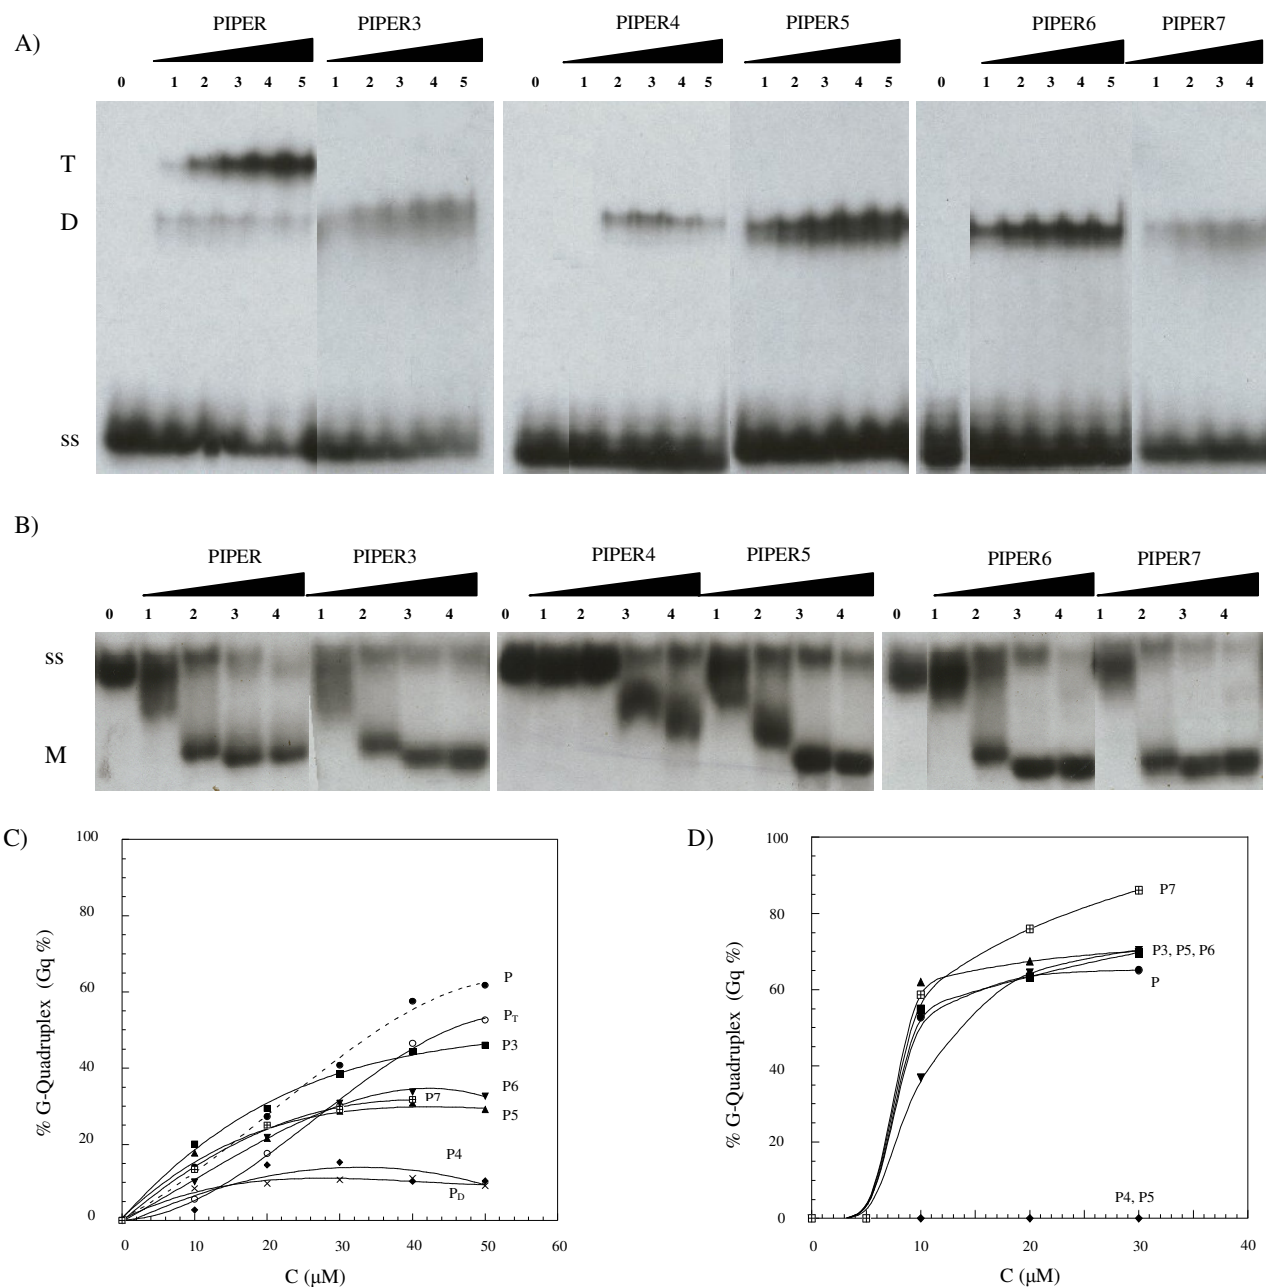 A)
PIPER PIPER3 PIPER4 PIPER5 PIPER6 PIPER7
0 1 2 3 4 5 1 2 3 4 5 0 1 2 3 4 5 1 2 3 4 5 0 1 2 3 4 5 1 2 3 4
T
D
ss
B)
PIPER PIPER3 PIPER4 PIPER5 PIPER6 PIPER7
0 1 2 3 4 1 2 3 4 0 1 2 3 4 1 2 3 4 0 1 2 3 4 1 2 3 4
ss
M
C)
% G-Quadruplex (Gq %)
100
80
60
40
20
0
0 10 20 30 40 50 60
C (μM)
P
PT
P3
P6
P7
P5
P4
PD
D)
% G-Quadruplex (Gq %)
100
80
60
40
20
0
0 10 20 30 40
C (μM)
P7
P3, P5, P6
P
P4, P5